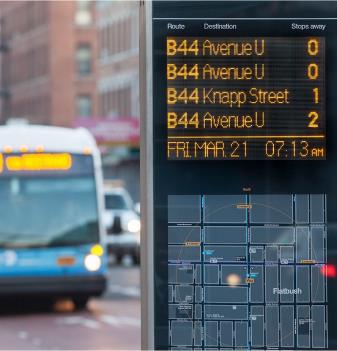 Route Destination Stops away
B44 Avenue U 0
B44 Avenue U 0
B44 Knapp Street 1
B44 Avenue U 2
FRI. MAR. 21 07:13 AM
Flatbush